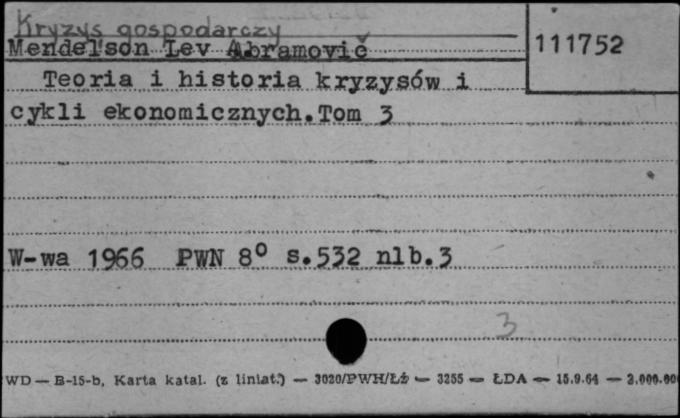 Kryzys gospodarczy
Mendelson Lev Abramovič
111752
Teoria i historia kryzysów i
cykli ekonomicznych.Tom 3
W-wa 1966 PWN 8º s.532 nlb.3
3
WD — B-15-b, Karta katal. (z liniat.) — 3020/PWH/Łż — 3255 — ŁDA — 15.9.64 — 2.000.00